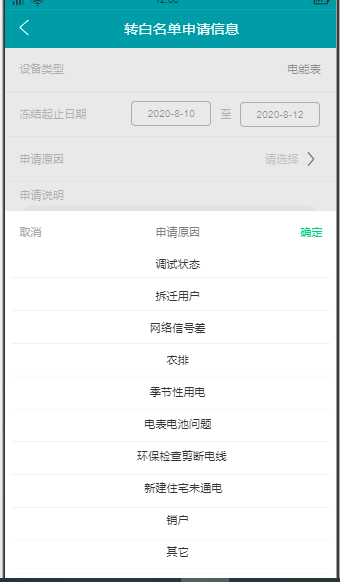 12:00
转白名单申请信息
设备类型 电能表
冻结起止日期 2020-8-10 至 2020-8-12
申请原因 请选择
申请说明
取消 申请原因 确定
调试状态
拆迁用户
网络信号差
农排
季节性用电
电表电池问题
环保检查剪断电线
新建住宅未通电
销户
其它